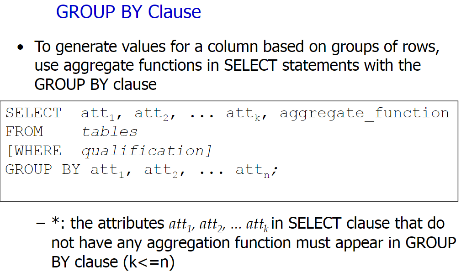 GROUP BY Clause
• To generate values for a column based on groups of rows,
use aggregate functions in SELECT statements with the
GROUP BY clause
SELECT att1, att2, ... attk, aggregate_function
FROM tables
[WHERE qualification]
GROUP BY att1, att2, ... attn;
– *: the attributes att1, att2, ... attk in SELECT clause that do
not have any aggregation function must appear in GROUP
BY clause (k<=n)